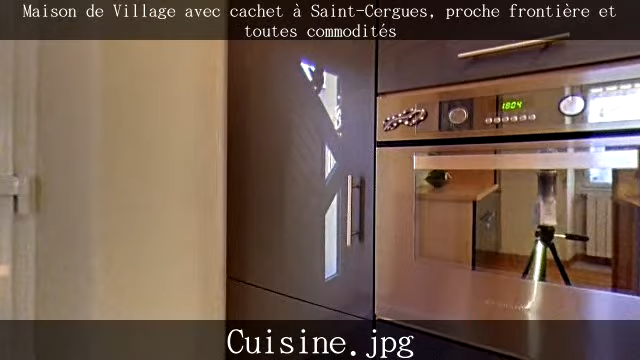 Maison de Village avec cachet à Saint-Cergues, proche frontière et
toutes commodités
1804
Cuisine.jpg